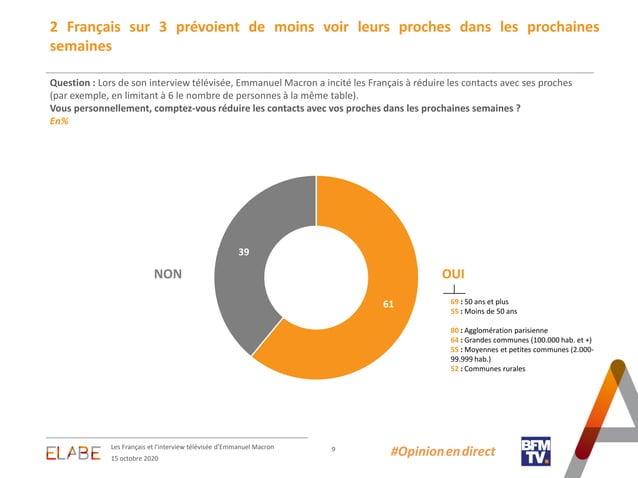 2 Français sur 3 prévoient de moins voir leurs proches dans les prochaines
semaines
Question : Lors de son interview télévisée, Emmanuel Macron a incité les Français à réduire les contacts avec ses proches
(par exemple, en limitant à 6 le nombre de personnes à la même table).
Vous personnellement, comptez-vous réduire les contacts avec vos proches dans les prochaines semaines ?
En%
39
NON
OUI
61
69 : 50 ans et plus
55 : Moins de 50 ans
80 : Agglomération parisienne
64 : Grandes communes (100.000 hab. et +)
55 : Moyennes et petites communes (2.000-
99.999 hab.)
52 : Communes rurales
ELABE
Les Français et l'interview télévisée d'Emmanuel Macron
15 octobre 2020
9
#Opinionendirect
BFM
TV.